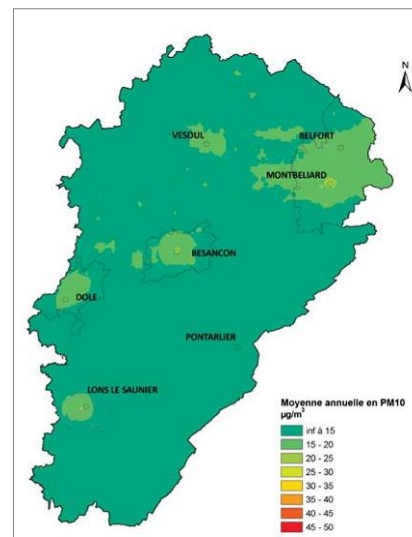 N
VESOUL
BELFORT
MONTBELIARD
BESANCON
DOLE
PONTARLIER
LONS LE SAUNIER
Moyenne annuelle en PM10
µg/m³
inf à 15
15 - 20
20 - 25
25 - 30
30 - 35
35 - 40
40 - 45
45 - 50